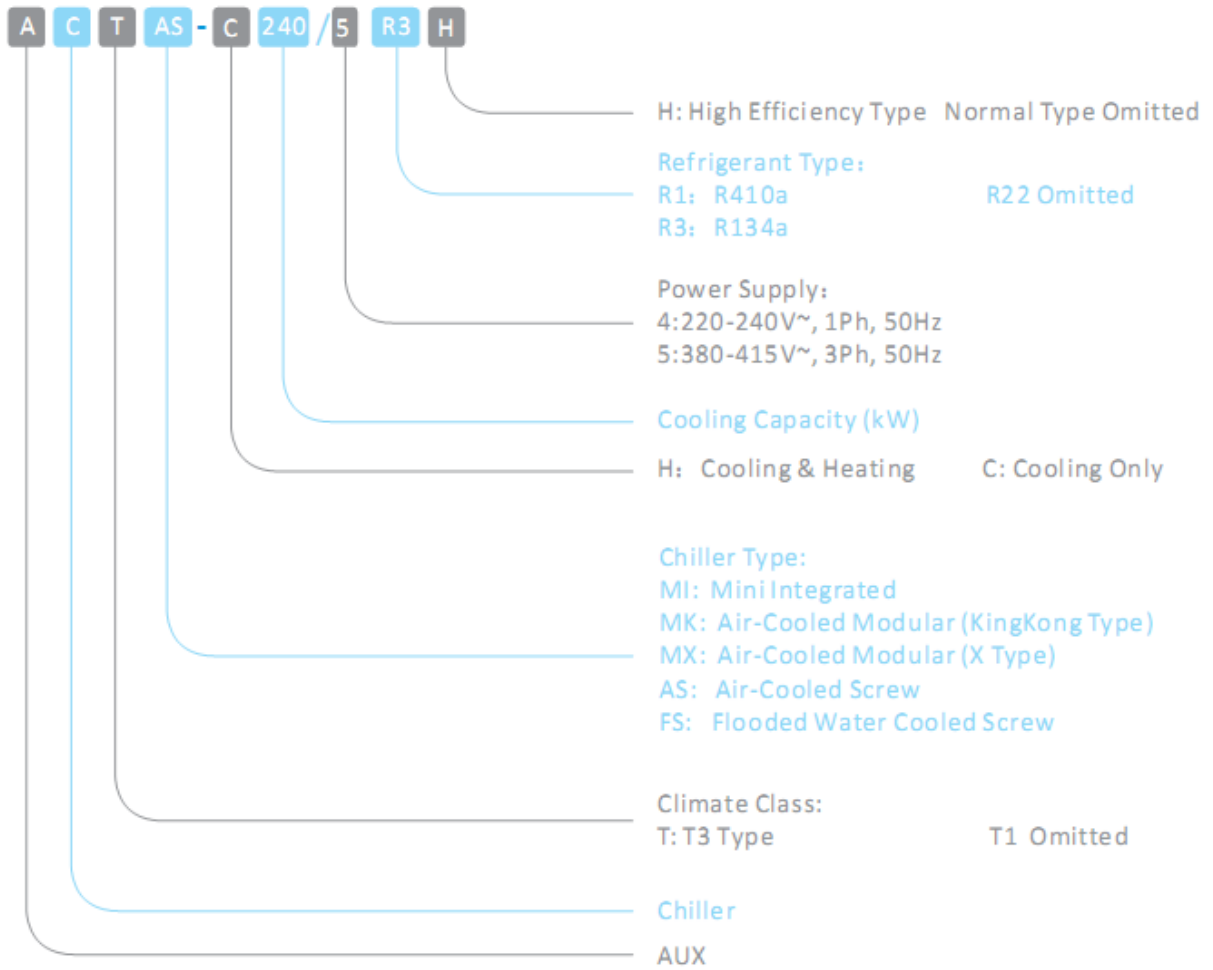 A C T AS - C 240 / 5 R3 H
H: High Efficiency Type Normal Type Omitted
Refrigerant Type:
R1: R410a R22 Omitted
R3: R134a
Power Supply:
4:220-240V~, 1Ph, 50Hz
5:380-415V~, 3Ph, 50Hz
Cooling Capacity (kW)
H: Cooling & Heating C: Cooling Only
Chiller Type:
MI: Mini Integrated
MK: Air-Cooled Modular (KingKong Type)
MX: Air-Cooled Modular (X Type)
AS: Air-Cooled Screw
FS: Flooded Water Cooled Screw
Climate Class:
T: T3 Type T1 Omitted
Chiller
AUX